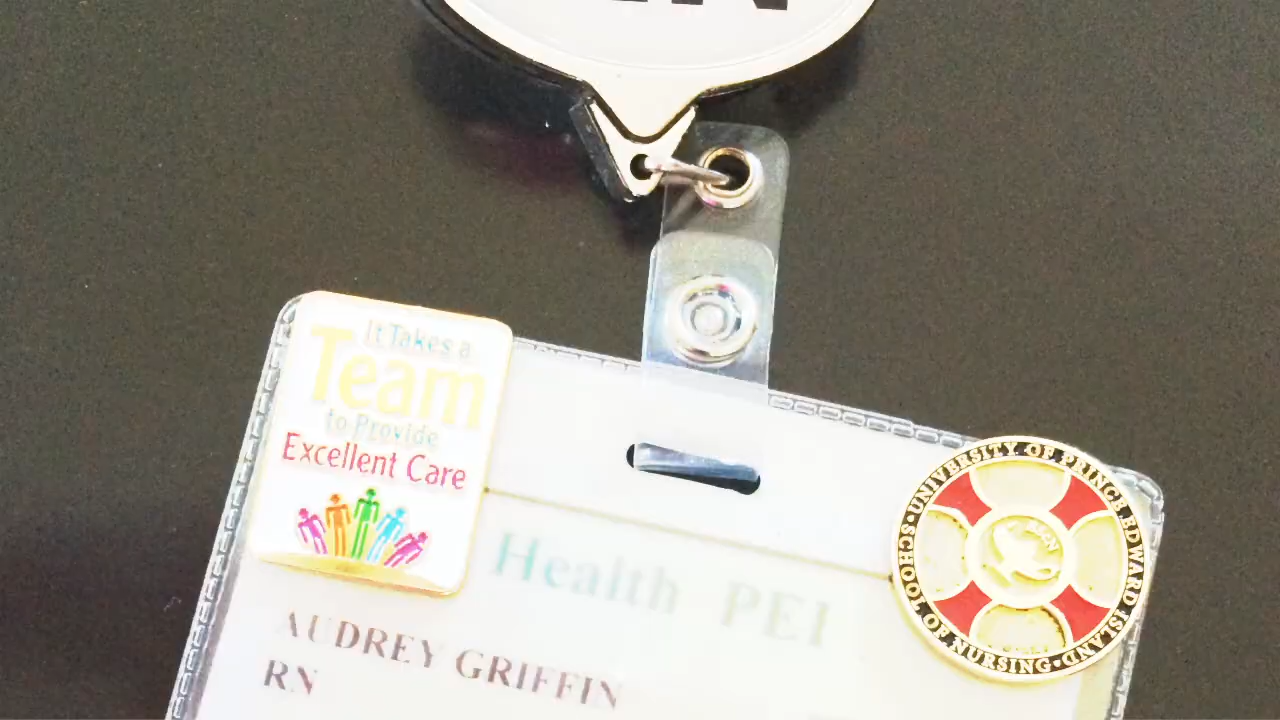 It Takes a
Team
to Provide
Excellent Care
UNIVERSITY OF PRINCE EDWARD ISLAND
SCHOOL OF NURSING
Health PEI
AUDREY GRIFFIN
RN